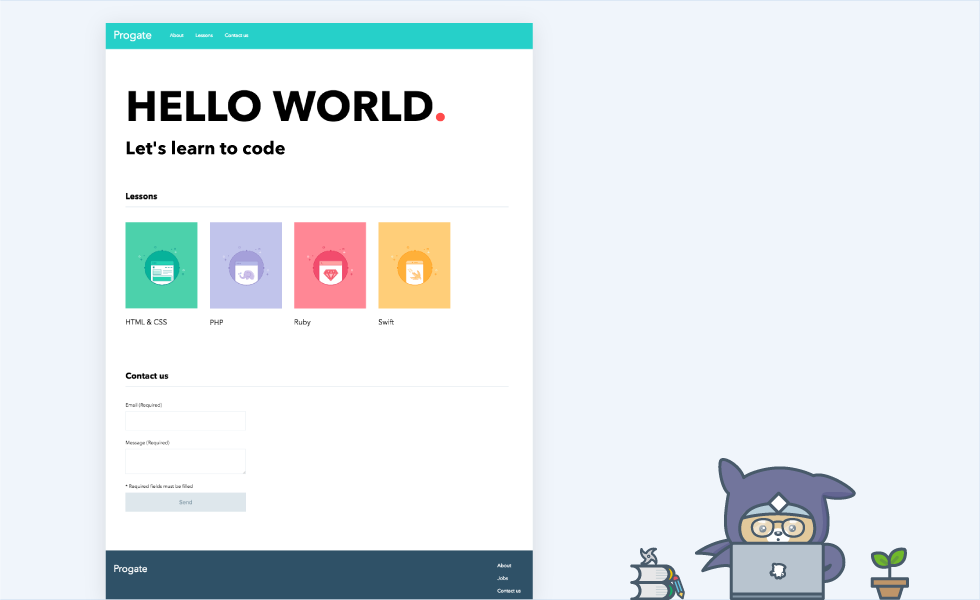 Progate About Lessons Contact us
HELLO WORLD.
Let's learn to code
Lessons
HTML & CSS PHP Ruby Swift
Contact us
Email (Required)
Message (Required)
* Required fields must be filled
Send
Progate
About
Jobs
Contact us